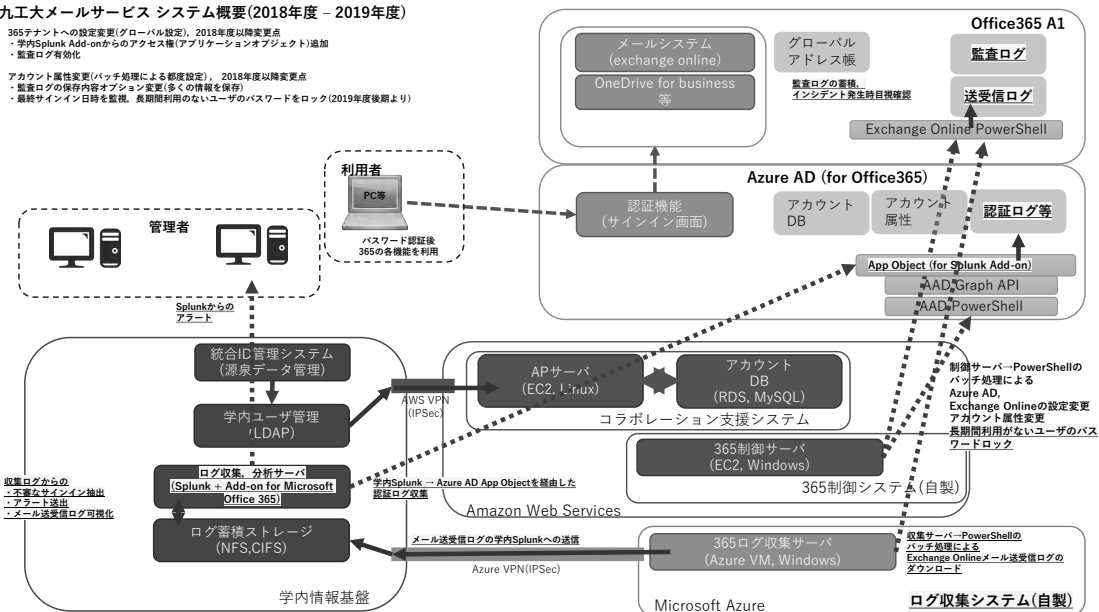 九工大メールサービス システム概要(2018年度 – 2019年度)
365テナントへの設定変更(グローバル設定), 2018年度以降変更点
・学内Splunk Add-onからのアクセス権(アプリケーションオブジェクト)追加
・監査ログ有効化
アカウント属性変更(バッチ処理による都度設定) , 2018年度以降変更点
・監査ログの保存内容オプション変更(多くの情報を保存)
・最終サインイン日時を監視, 長期間利用のないユーザのパスワードをロック(2019年度後期より)
Office365 A1
メールシステム
(exchange online)
OneDrive for business
等
グローバル
アドレス帳
監査ログの蓄積,
インシデント発生時目視確認
監査ログ
送受信ログ
Exchange Online PowerShell
Azure AD (for Office365)
認証機能
(サインイン画面)
アカウント
DB
アカウント
属性
認証ログ等
App Object (for Splunk Add-on)
AAD Graph API
AAD PowerShell
利用者
PC等
パスワード認証後
365の各機能を利用
管理者
Splunkからの
アラート
統合ID管理システム
(源泉データ管理)
学内ユーザ管理
(LDAP)
ログ収集, 分析サーバ
(Splunk + Add-on for Microsoft
Office 365)
ログ蓄積ストレージ
(NFS,CIFS)
学内情報基盤
収集ログからの
・不審なサインイン抽出
・アラート送出
・メール送受信ログ可視化
AWS VPN
(IPSec)
APサーバ
(EC2, Linux)
アカウント
DB
(RDS, MySQL)
コラボレーション支援システム
365制御サーバ
(EC2, Windows)
365制御システム(自製)
Amazon Web Services
学内Splunk → Azure AD App Objectを経由した
認証ログ収集
制御サーバ→PowerShellの
バッチ処理による
Azure AD,
Exchange Onlineの設定変更
アカウント属性変更
長期間利用がないユーザのパス
ワードロック
メール送受信ログの学内Splunkへの送信
Azure VPN(IPSec)
365ログ収集サーバ
(Azure VM, Windows)
収集サーバ→PowerShellの
バッチ処理による
Exchange Onlineメール送受信ログの
ダウンロード
ログ収集システム(自製)
Microsoft Azure